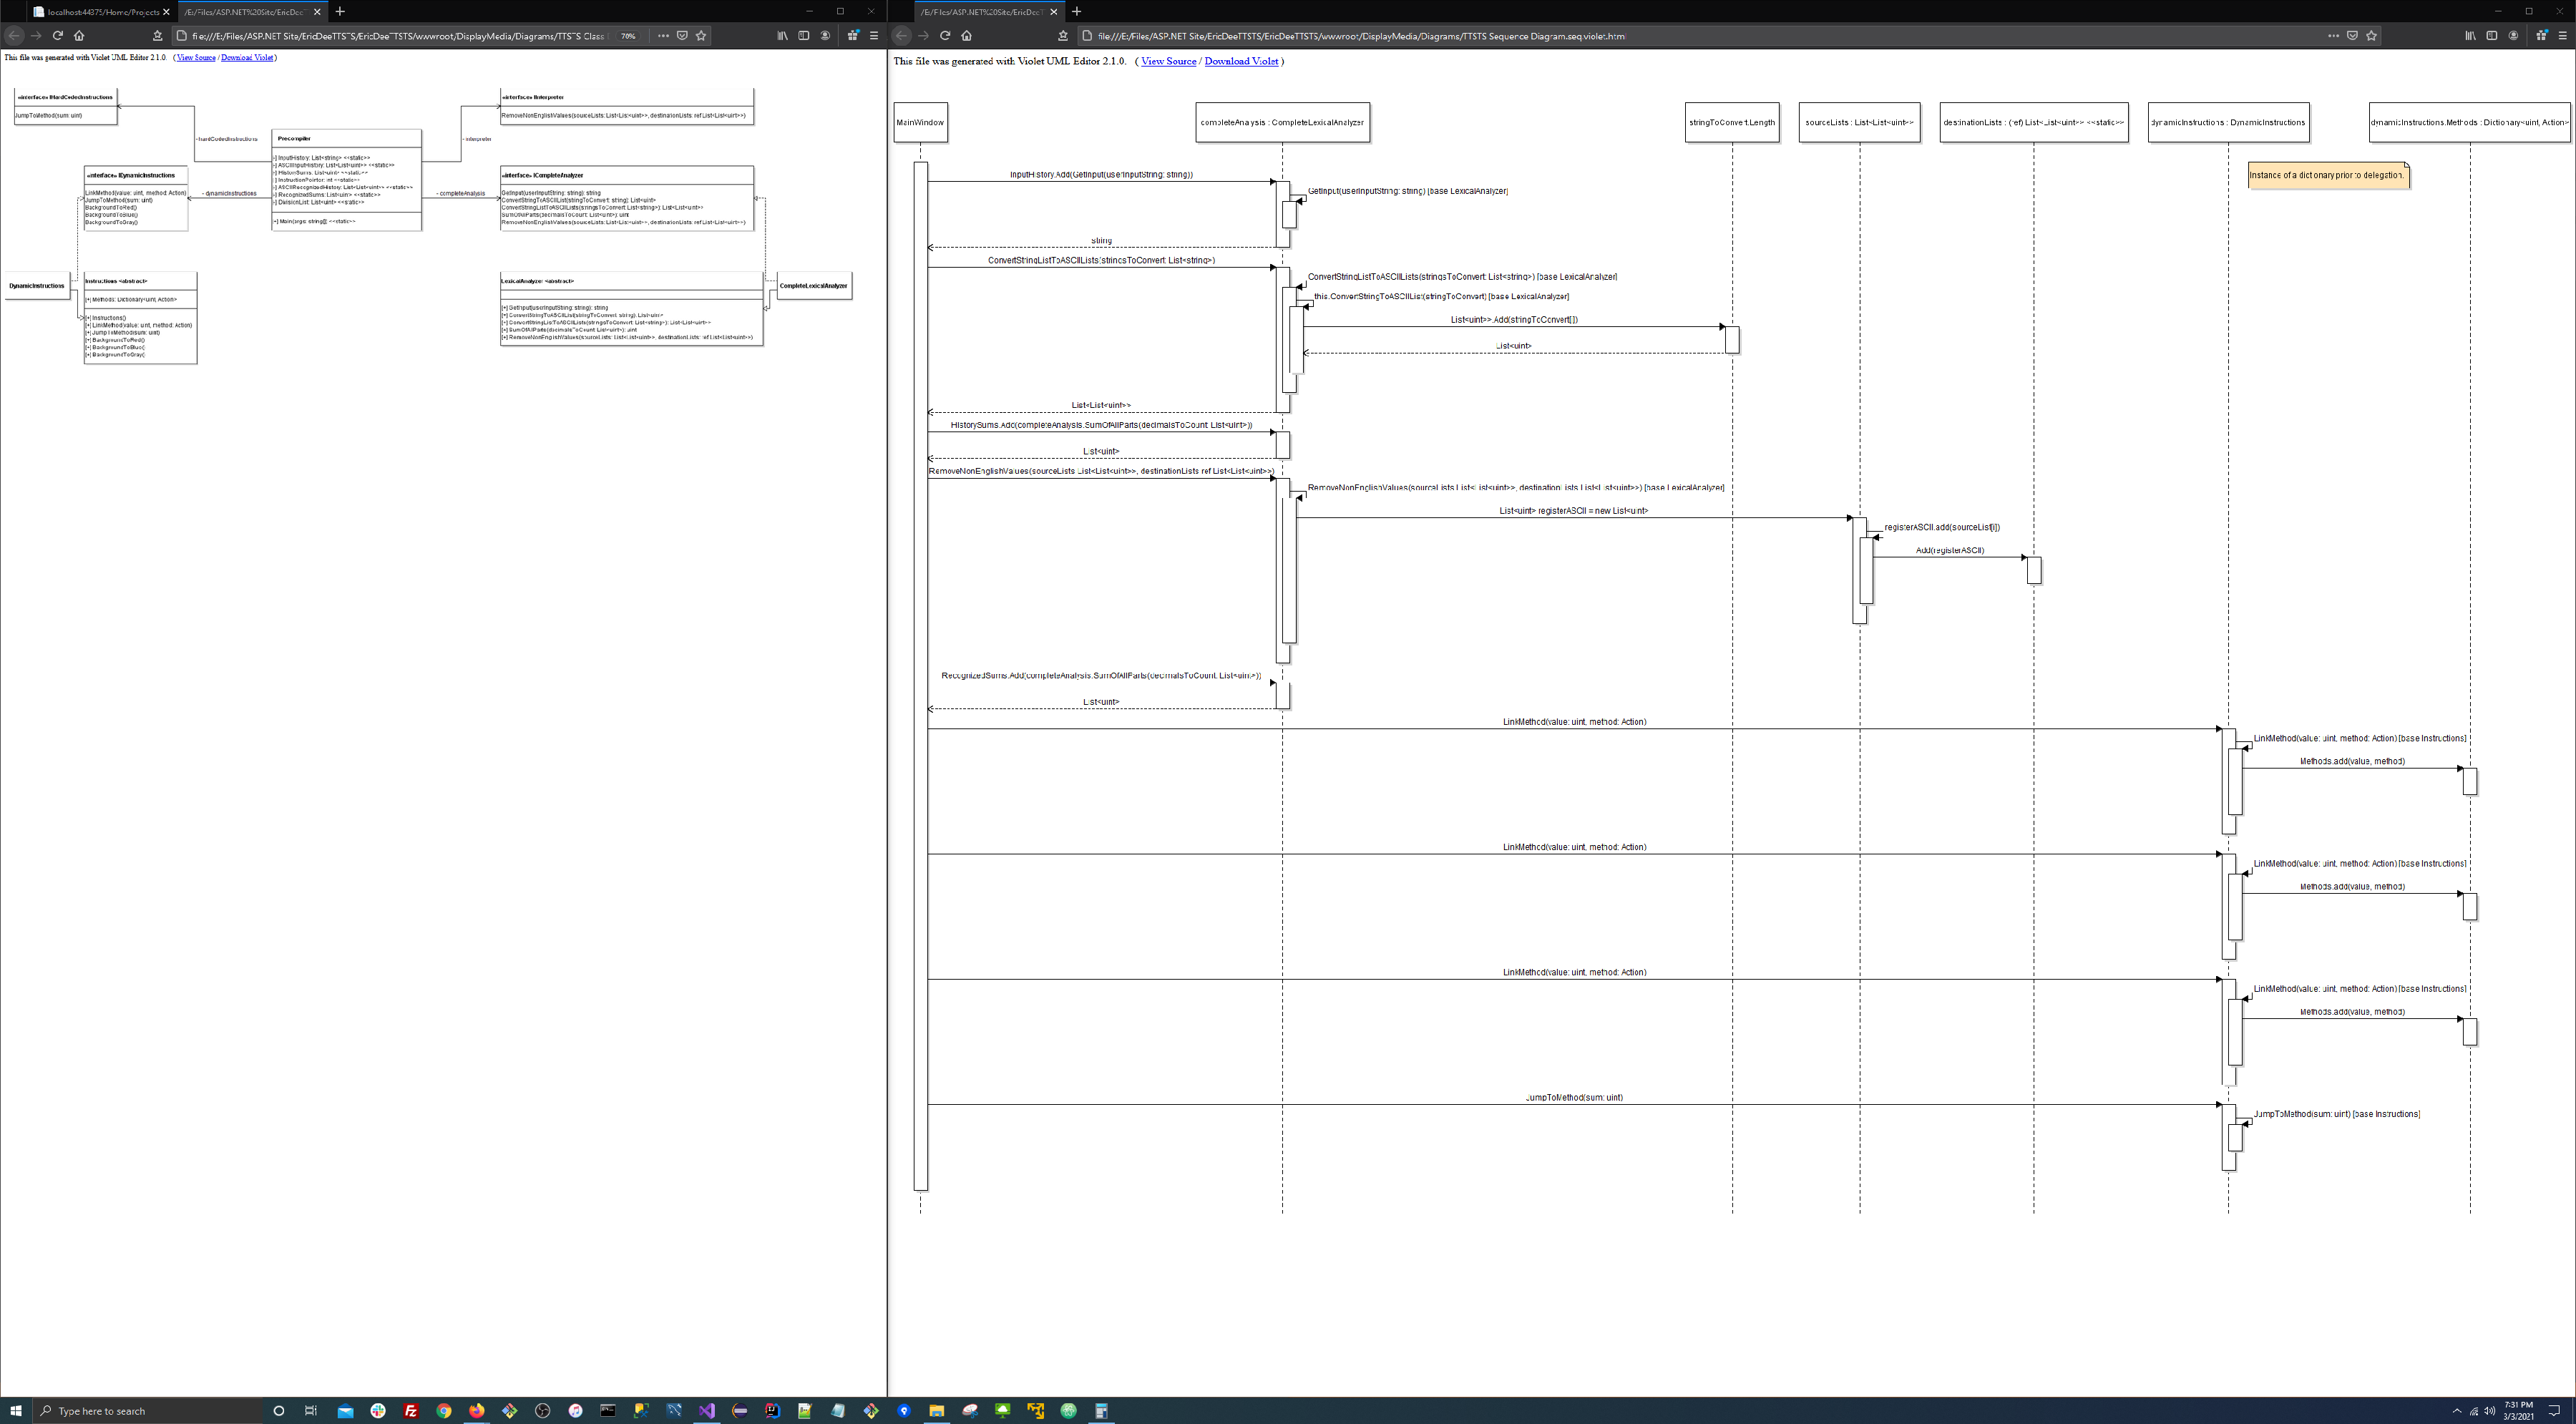 localhost:44375/Home/Projects
/E:/Files/ASP.NET%20Site/EricDeeT
file:///E:/Files/ASP.NET Site/EricDeeTTSTS/EricDeeTTSTS/wwwroot/DisplayMedia/Diagrams/TTSTS Class
70%
This file was generated with Violet UML Editor 2.1.0. ( View Source / Download Violet )
«interface» IHardCodedInstructions
JumpToMethod(sum: uint)
«interface» IInterpreter
RemoveNonEnglishValues(sourceLists: List<List<uint>>, destinationLists: ref List<List<uint>>)
- hardCodedInstructions
- interpreter
Precompiler
[-] InputHistory: List<string> <<static>>
[-] ASCIIInputHistory: List<List<uint>> <<static>>
[-] HistorySums: List<uint> <<static>>
[-] InstructionPointer: int <<static>>
[-] ASCIIRecognizedHistory: List<List<uint>> <<static>>
[-] RecognizedSums: List<uint> <<static>>
[-] DivisionList: List<uint> <<static>>
[+] Main(args: string[]) <<static>>
«interface» IDynamicInstructions
LinkMethod(value: uint, method: Action)
JumpToMethod(sum: uint)
BackgroundToRed()
BackgroundToBlue()
BackgroundToGray()
- dynamicInstructions
- completeAnalysis
«interface» ICompleteAnalyzer
GetInput(userInputString: string): string
ConvertStringToASCIIList(stringToConvert: string): List<uint>
ConvertStringListToASCIILists(stringsToConvert: List<string>): List<List<uint>>
SumOfAllParts(decimalsToCount: List<uint>): uint
RemoveNonEnglishValues(sourceLists: List<List<uint>>, destinationLists: ref List<List<uint>>)
DynamicInstructions
Instructions <abstract>
[+] Methods: Dictionary<uint, Action>
[+] Instructions()
[+] LinkMethod(value: uint, method: Action)
[+] JumpToMethod(sum: uint)
[+] BackgroundToRed()
[+] BackgroundToBlue()
[+] BackgroundToGray()
LexicalAnalyzer <abstract>
[+] GetInput(userInputString: string): string
[+] ConvertStringToASCIIList(stringToConvert: string): List<uint>
[+] ConvertStringListToASCIILists(stringsToConvert: List<string>): List<List<uint>>
[+] SumOfAllParts(decimalsToCount: List<uint>): uint
[+] RemoveNonEnglishValues(sourceLists: List<List<uint>>, destinationLists: ref List<List<uint>>)
CompleteLexicalAnalyzer
/E:/Files/ASP.NET%20Site/EricDeeT
file:///E:/Files/ASP.NET Site/EricDeeTTSTS/EricDeeTTSTS/wwwroot/DisplayMedia/Diagrams/TTSTS Sequence Diagram.seq.violet.html
This file was generated with Violet UML Editor 2.1.0. ( View Source / Download Violet )
MainWindow
completeAnalysis : CompleteLexicalAnalyzer
stringToConvert.Length
sourceLists : List<List<uint>>
destinationLists : (ref) List<List<uint>> <<static>>
dynamicInstructions : DynamicInstructions
dynamicInstructions.Methods : Dictionary<uint, Action>
Instance of a dictionary prior to delegation.
InputHistory.Add(GetInput(userInputString: string))
GetInput(userInputString: string) [base LexicalAnalyzer]
string
ConvertStringListToASCIILists(stringsToConvert: List<string>)
ConvertStringListToASCIILists(stringsToConvert: List<string>) [base LexicalAnalyzer]
this.ConvertStringToASCIIList(stringToConvert) [base LexicalAnalyzer]
List<uint>>.Add(stringToConvert[i])
List<uint>
List<List<uint>>
HistorySums.Add(completeAnalysis.SumOfAllParts(decimalsToCount: List<uint>))
List<uint>
RemoveNonEnglishValues(sourceLists List<List<uint>>, destinationLists ref List<List<uint>>)
RemoveNonEnglishValues(sourceLists List<List<uint>>, destinationLists List<List<uint>>) [base LexicalAnalyzer]
List<uint> registerASCII = new List<uint>
registerASCII.add(sourceList[i])
Add(registerASCII)
RecognizedSums.Add(completeAnalysis.SumOfAllParts(decimalsToCount: List<uint>))
List<uint>
LinkMethod(value: uint, method: Action)
LinkMethod(value: uint, method: Action) [base Instructions]
Methods.add(value, method)
LinkMethod(value: uint, method: Action)
LinkMethod(value: uint, method: Action) [base Instructions]
Methods.add(value, method)
LinkMethod(value: uint, method: Action)
LinkMethod(value: uint, method: Action) [base Instructions]
Methods.add(value, method)
JumpToMethod(sum: uint)
JumpToMethod(sum: uint) [base Instructions]
Type here to search
7:31 PM
3/3/2021